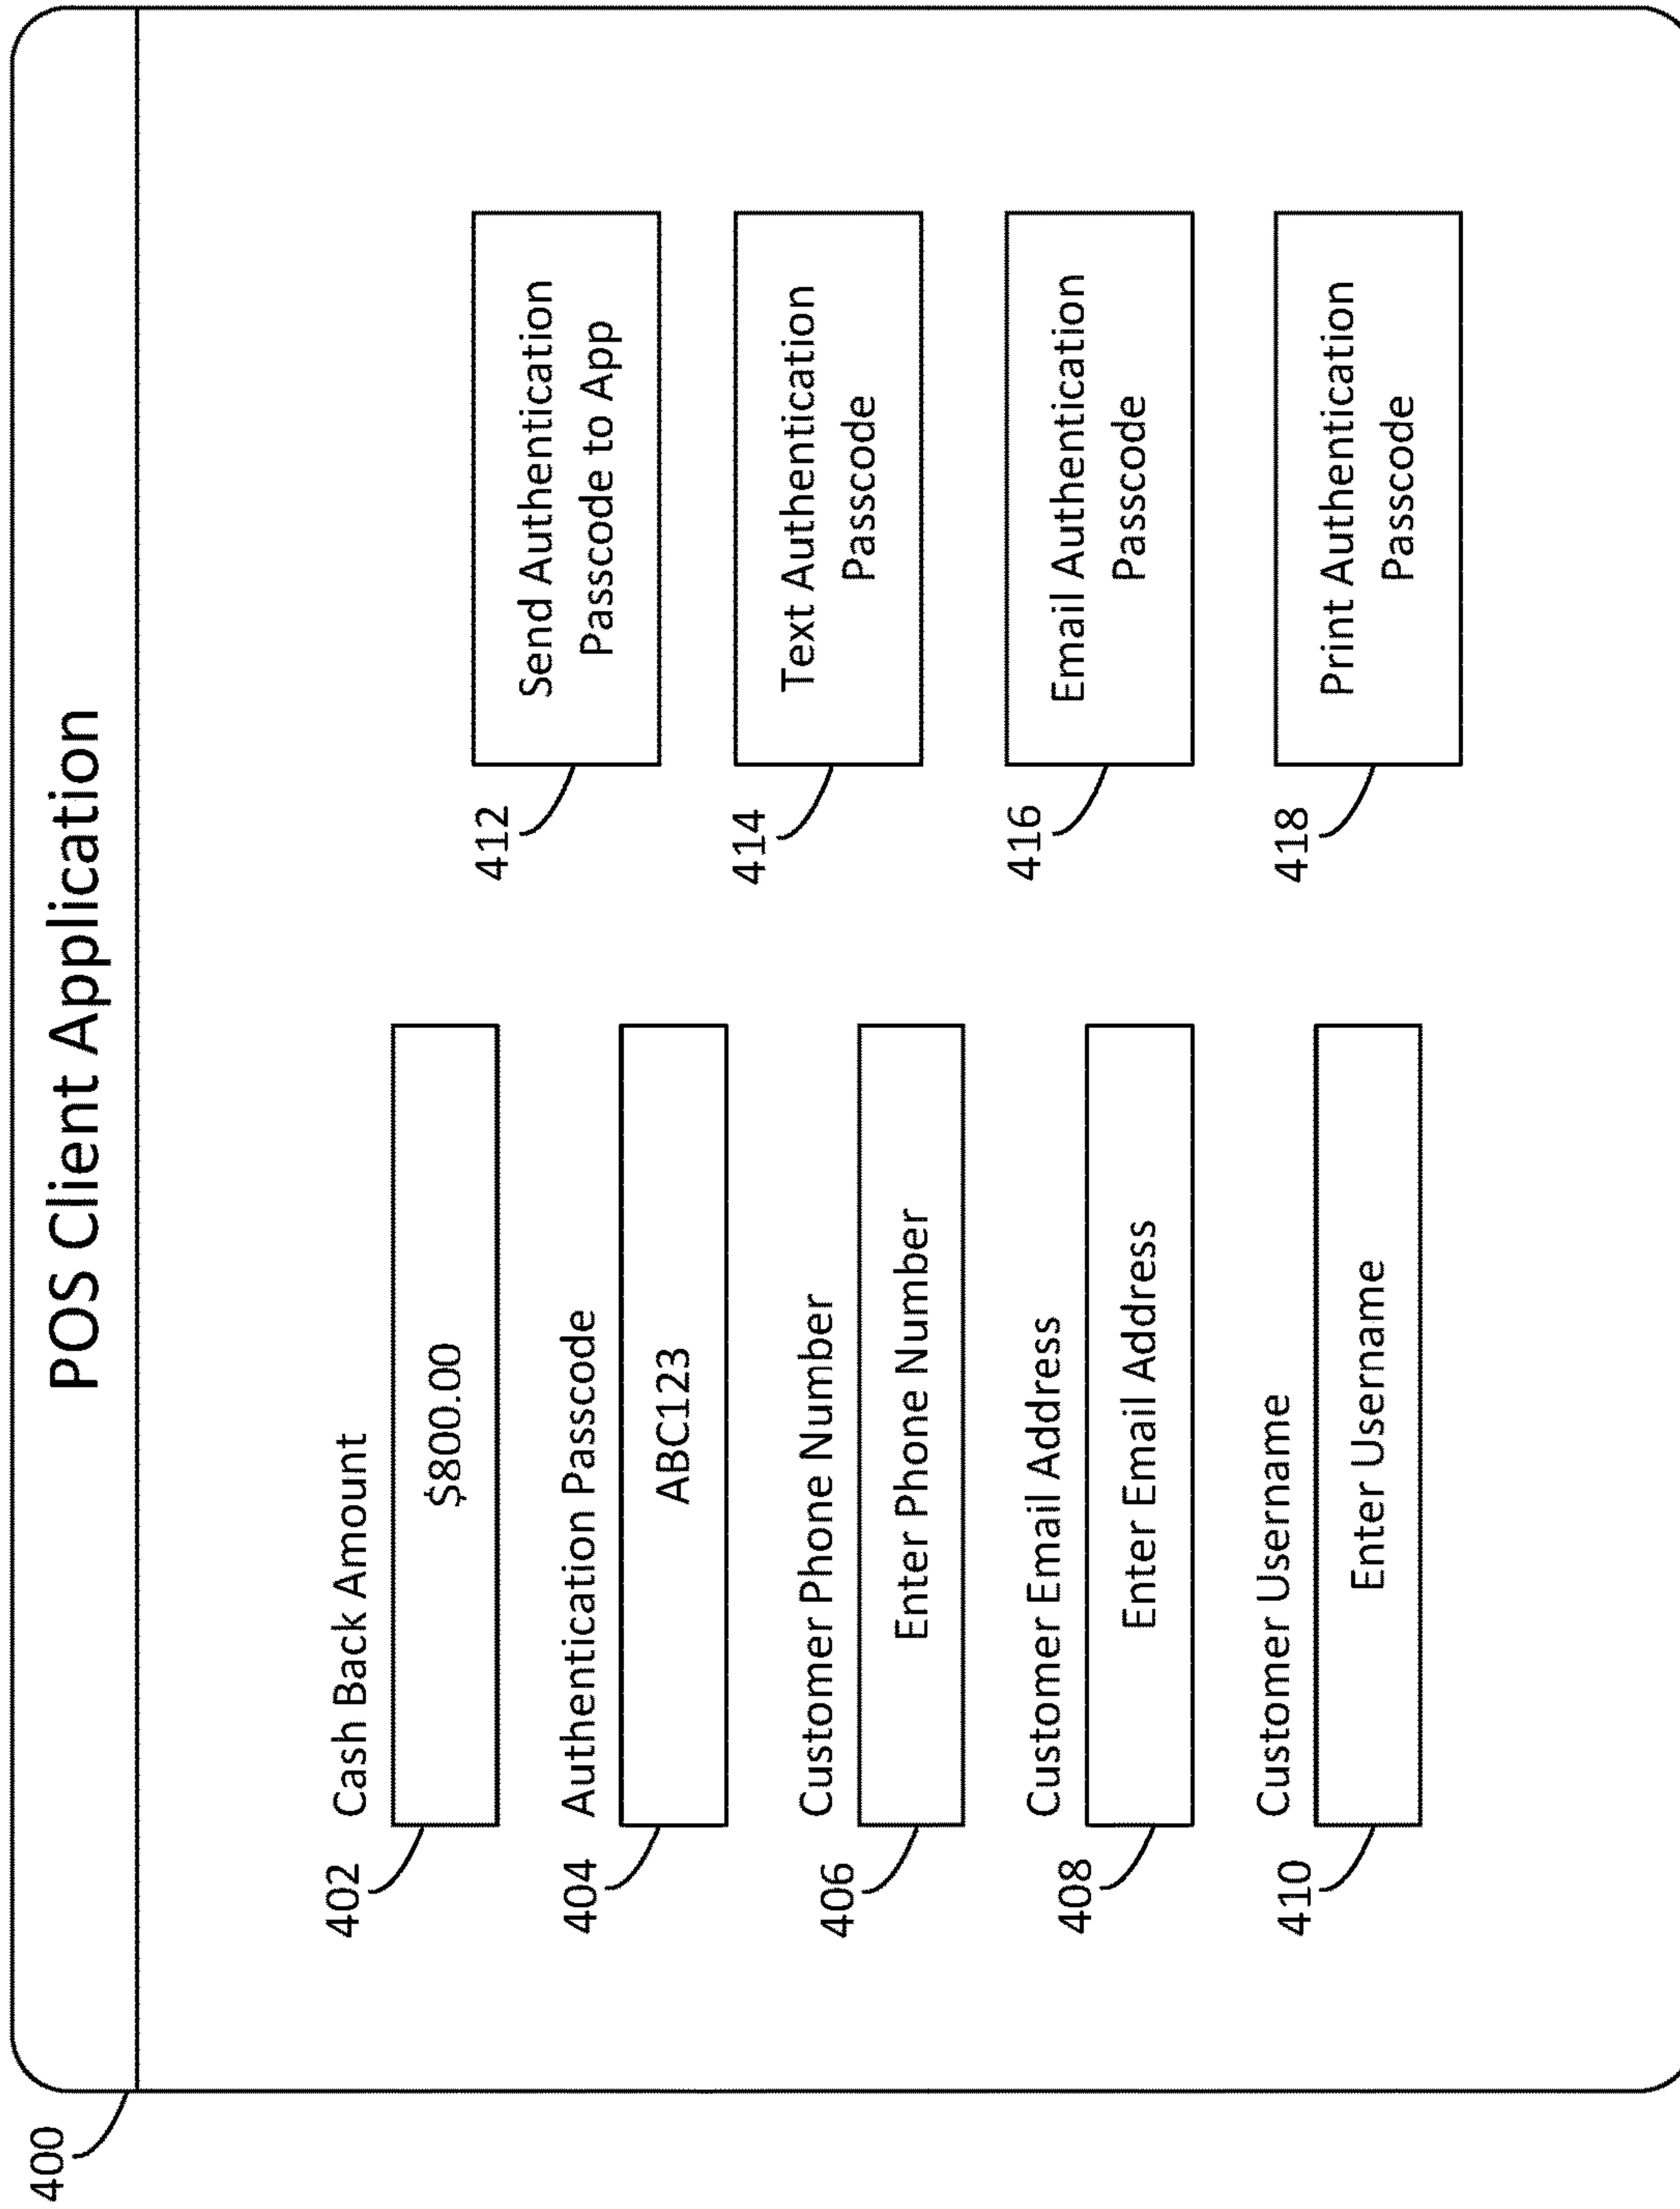 400
POS Client Application
402
Cash Back Amount
$800.00
404
Authentication Passcode
ABC123
406
Customer Phone Number
Enter Phone Number
408
Customer Email Address
Enter Email Address
410
Customer Username
Enter Username
412
Send Authentication
Passcode to App
414
Text Authentication
Passcode
416
Email Authentication
Passcode
418
Print Authentication
Passcode